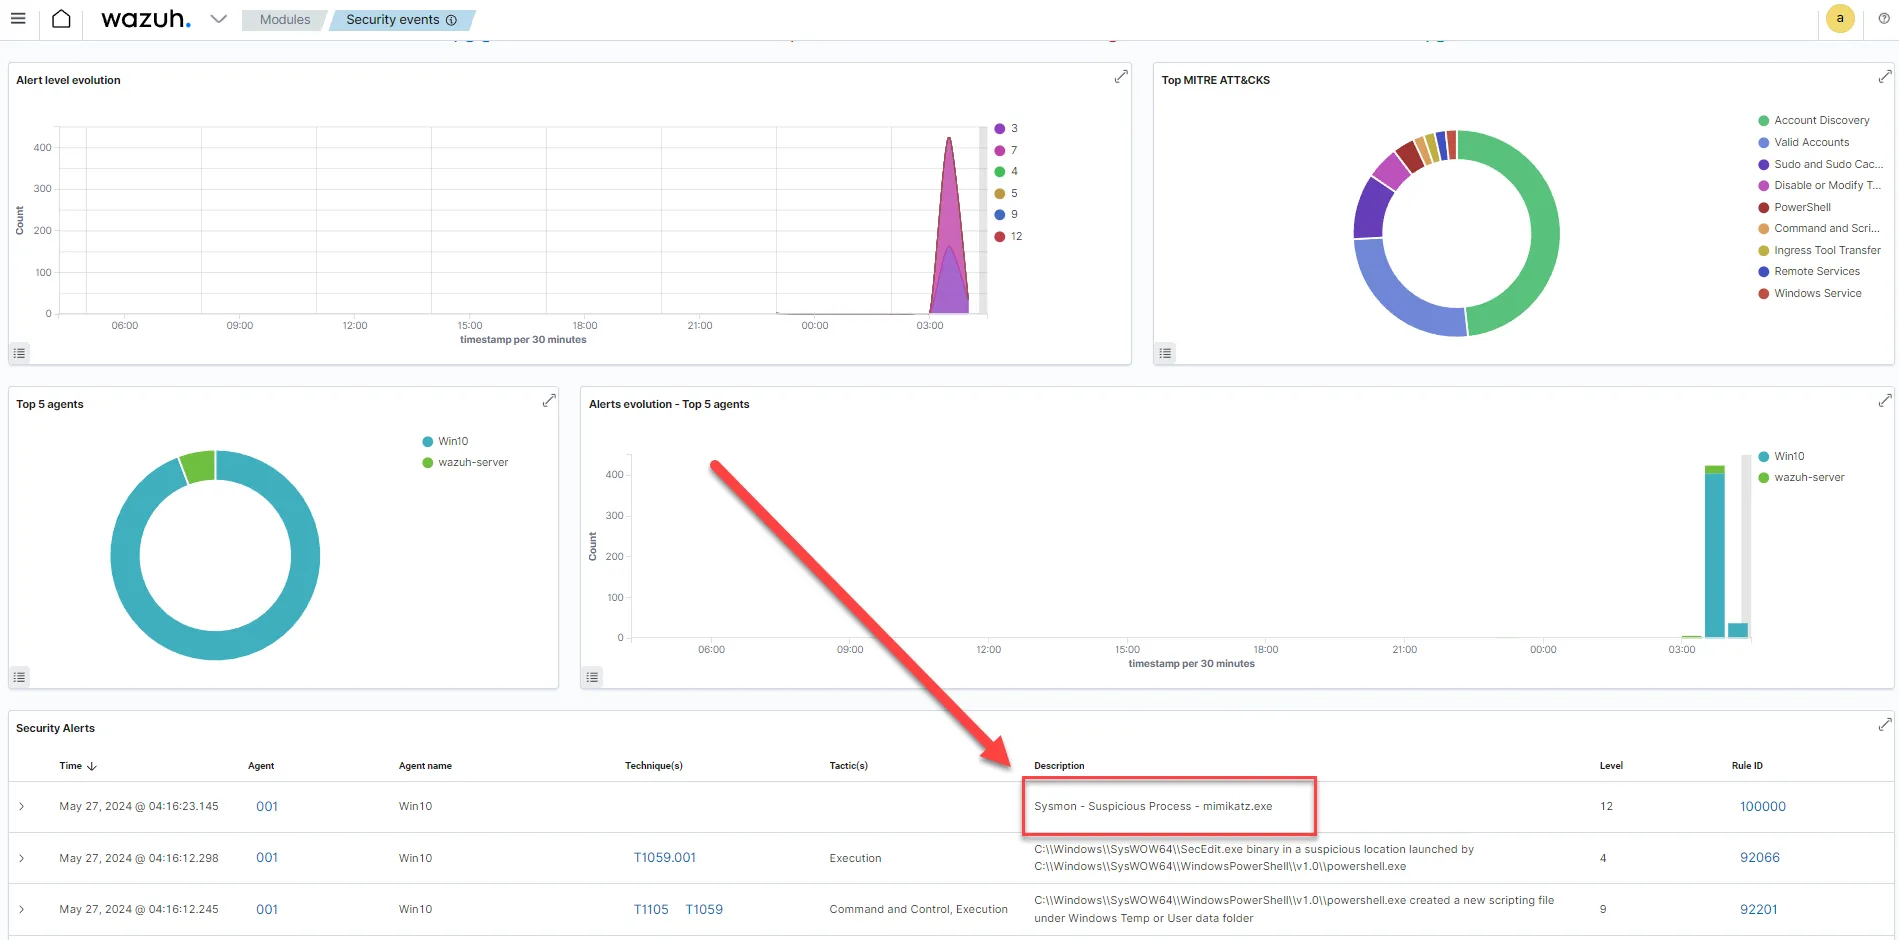 wazuh.
Modules
Security events
a
Alert level evolution
Count
400
300
200
100
0
06:00
09:00
12:00
15:00
18:00
21:00
00:00
03:00
timestamp per 30 minutes
3
7
4
5
9
12
Top MITRE ATT&CKS
Account Discovery
Valid Accounts
Sudo and Sudo Cac...
Disable or Modify T...
PowerShell
Command and Scri...
Ingress Tool Transfer
Remote Services
Windows Service
Top 5 agents
Win10
wazuh-server
Alerts evolution - Top 5 agents
Count
400
300
200
100
0
06:00
09:00
12:00
15:00
18:00
21:00
00:00
03:00
timestamp per 30 minutes
Win10
wazuh-server
Security Alerts
Time Agent Agent name Technique(s) Tactic(s) Description Level Rule ID
May 27, 2024 @ 04:16:23.145 001 Win10 Sysmon - Suspicious Process - mimikatz.exe 12 100000
May 27, 2024 @ 04:16:12.298 001 Win10 T1059.001 Execution C:\\Windows\\SysWOW64\\SecEdit.exe binary in a suspicious location launched by
C:\\Windows\\SysWOW64\\WindowsPowerShell\\v1.0\\powershell.exe 4 92066
May 27, 2024 @ 04:16:12.245 001 Win10 T1105 T1059 Command and Control, Execution C:\\Windows\\SysWOW64\\WindowsPowerShell\\v1.0\\powershell.exe created a new scripting file
under Windows Temp or User data folder 9 92201